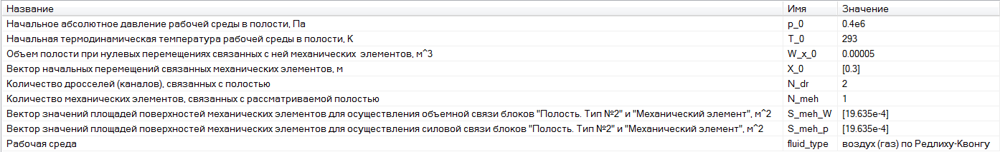 Название Имя Значение
Начальное абсолютное давление рабочей среды в полости, Па p_0 0.4e6
Начальная термодинамическая температура рабочей среды в полости, К T_0 293
Объем полости при нулевых перемещениях связанных с ней механических элементов, м^3 W_x_0 0.00005
Вектор начальных перемещений связанных механических элементов, м X_0 [0.3]
Количество дросселей (каналов), связанных с полостью N_dr 2
Количество механических элементов, связанных с рассматриваемой полостью N_meh 1
Вектор значений площадей поверхностей механических элементов для осуществления объемной связи блоков "Полость. Тип №2" и "Механический элемент", м^2 S_meh_W [19.635e-4]
Вектор значений площадей поверхностей механических элементов для осуществления силовой связи блоков "Полость. Тип №2" и "Механический элемент", м^2 S_meh_p [19.635e-4]
Рабочая среда fluid_type воздух (газ) по Редлиху-Квонгу